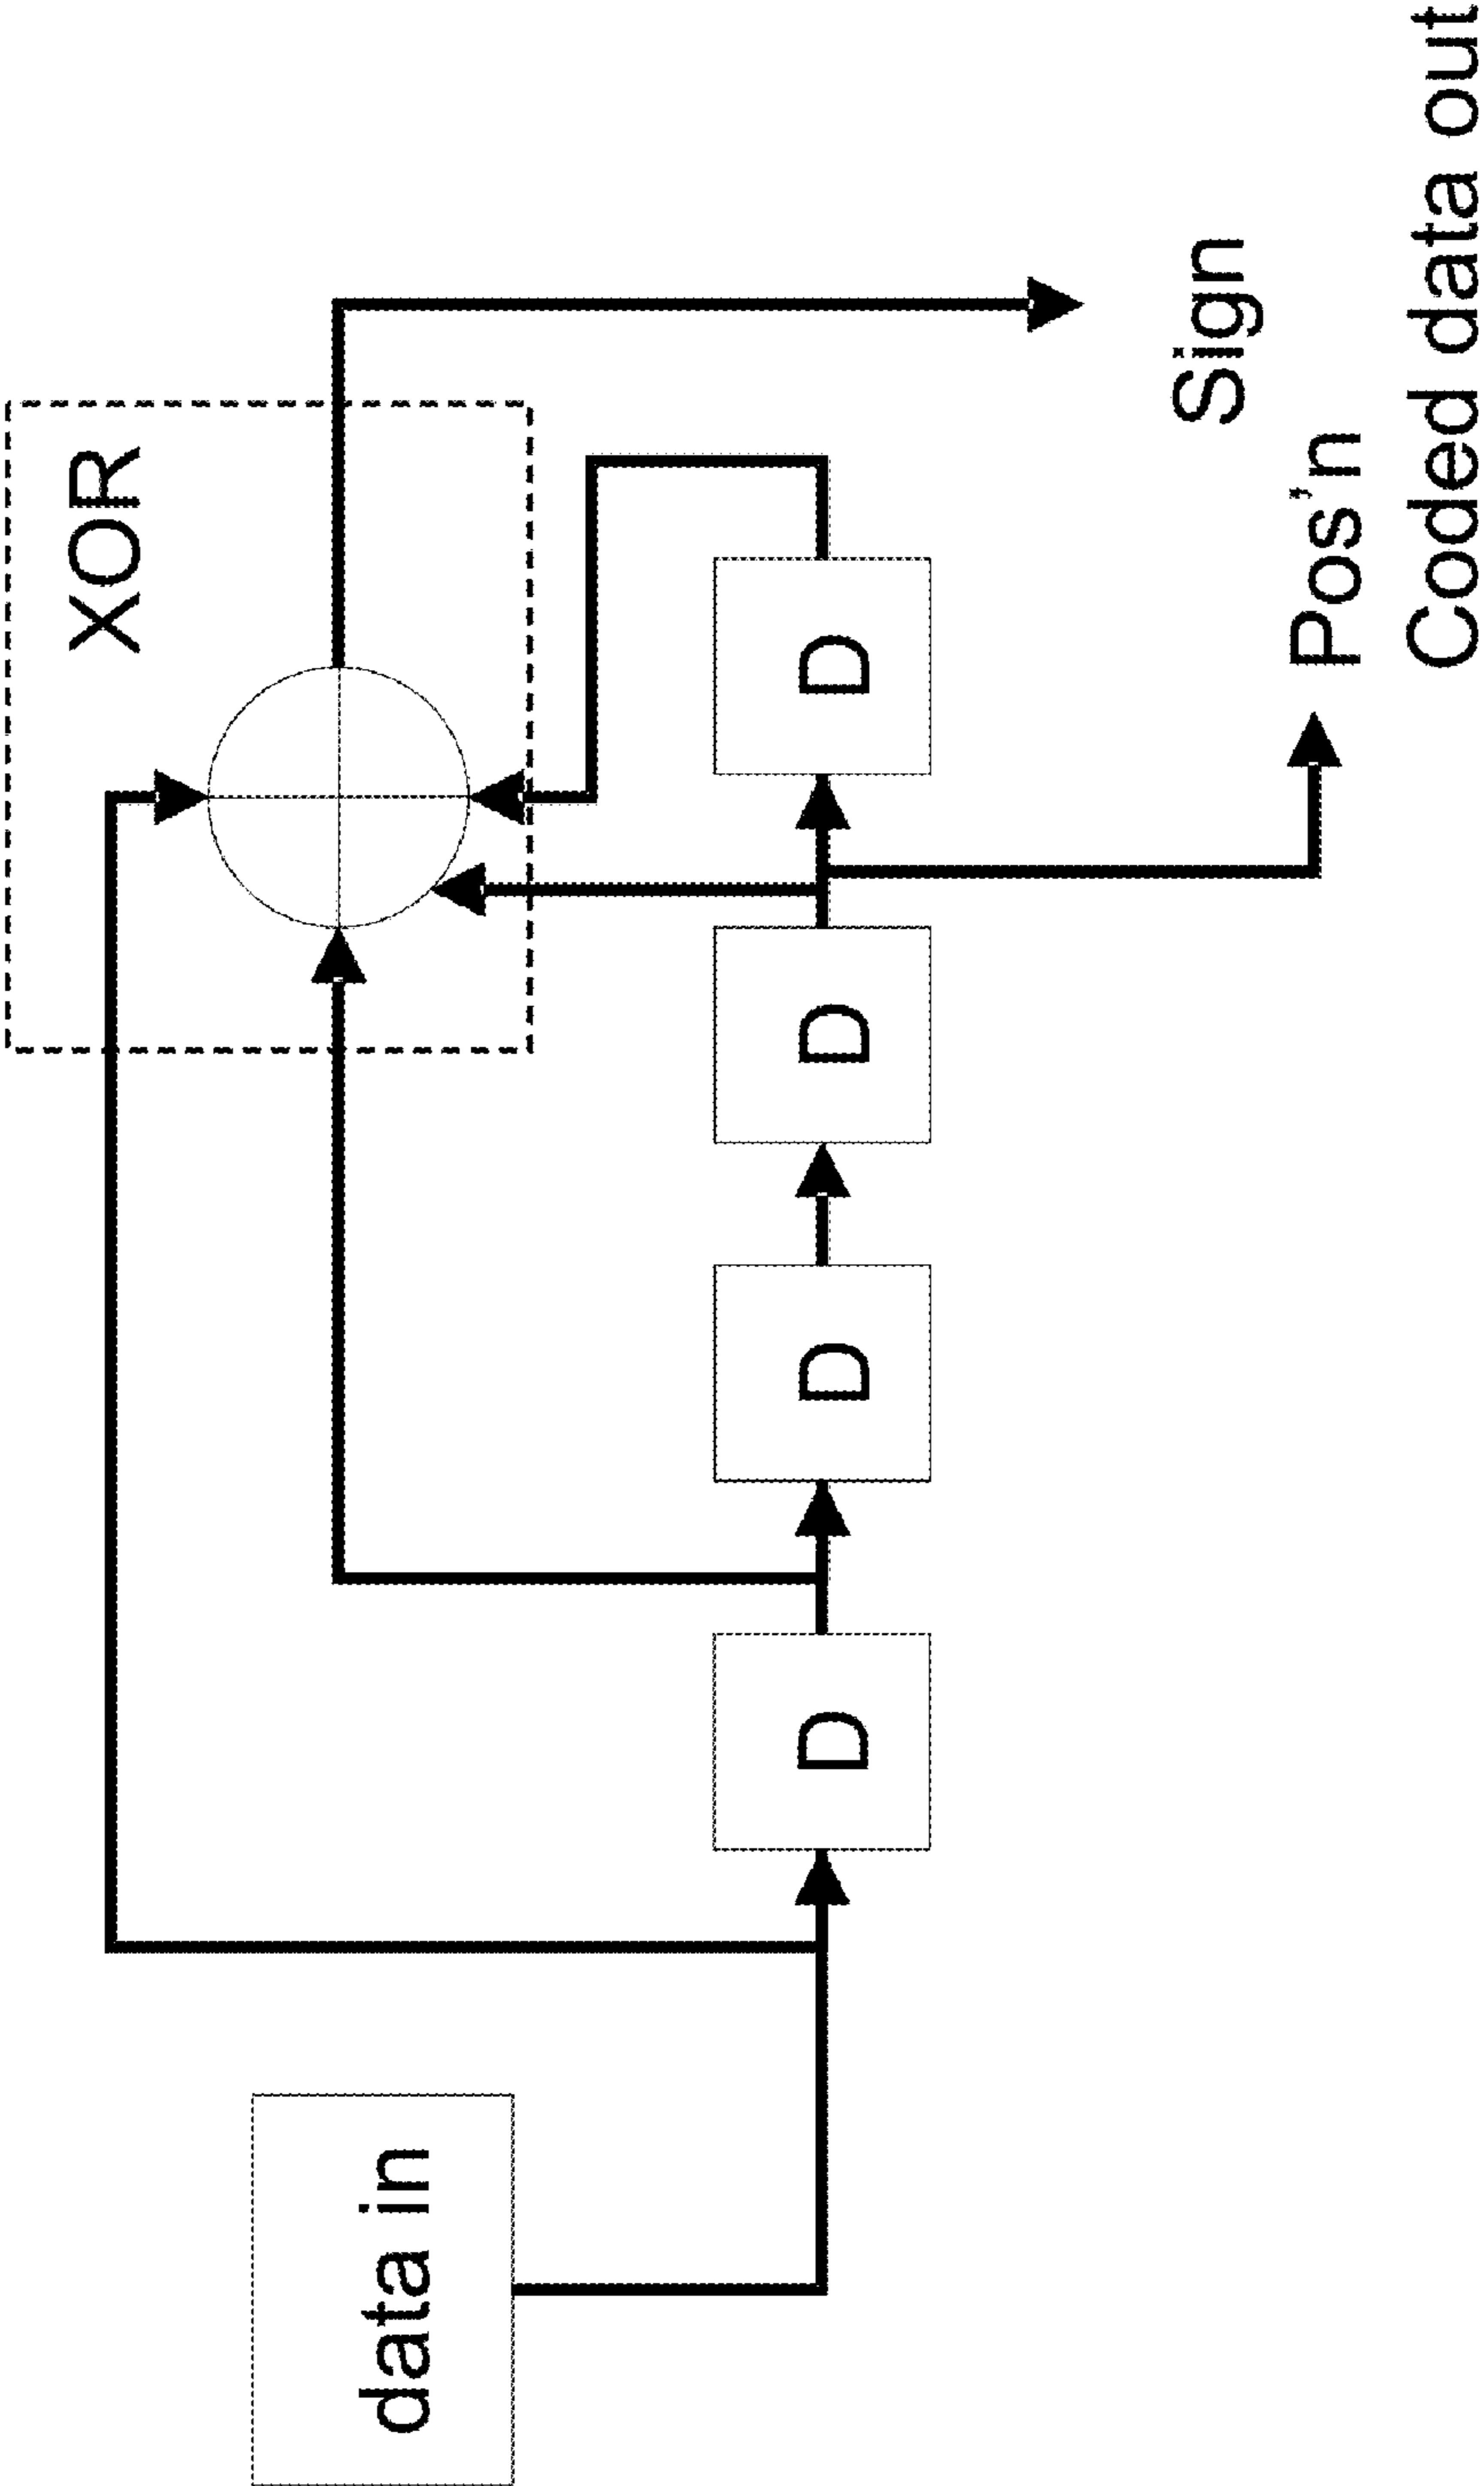 XOR
data in
D
D
D
D
Sign
Pos'n
Coded data out